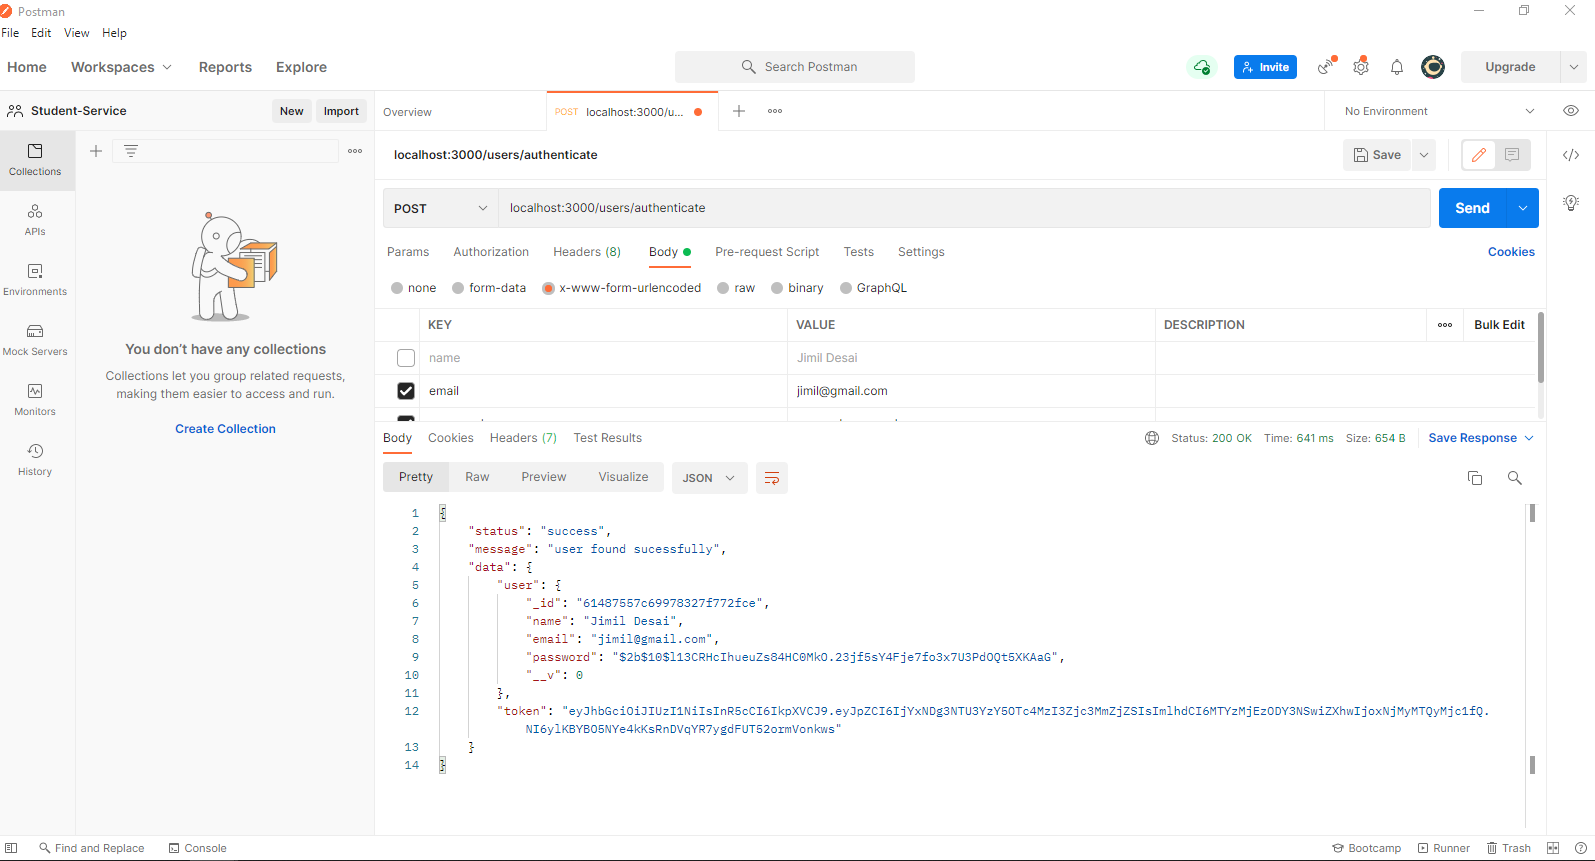 Postman
File Edit View Help
Home Workspaces Reports Explore Search Postman Invite Upgrade
Student-Service New Import Overview POST localhost:3000/u... No Environment
Collections
APIs
Environments
Mock Servers
Monitors
History
You don't have any collections
Collections let you group related requests,
making them easier to access and run.
Create Collection
localhost:3000/users/authenticate Save
POST localhost:3000/users/authenticate Send
Params Authorization Headers (8) Body Pre-request Script Tests Settings Cookies
none form-data x-www-form-urlencoded raw binary GraphQL
KEY VALUE DESCRIPTION Bulk Edit
name Jimil Desai
email jimil@gmail.com
Body Cookies Headers (7) Test Results Status: 200 OK Time: 641 ms Size: 654 B Save Response
Pretty Raw Preview Visualize JSON
1 {
2 "status": "success",
3 "message": "user found sucessfully",
4 "data": {
5 "user": {
6 "_id": "61487557c69978327f772fce",
7 "name": "Jimil Desai",
8 "email": "jimil@gmail.com",
9 "password": "$2b$10$l13CRHcIhueuZs84HC0MkO.23jf5sY4Fje7fo3x7U3PdOQt5XKAaG",
10 "__v": 0
11 },
12 "token": "eyJhbGciOiJIUzI1NiIsInR5cCI6IkpXVCJ9.eyJpZCI6IjYxNDg3NTU3YzY5OTc4MzI3Zjc3MmZjZSIsImlhdCI6MTYzMjEzODY3NSwiZXhwIjoxNjMyMTQyMjc1fQ.
NI6ylKBYBO5NYe4kKsRnDVqYR7ygdFUT52ormVonkws"
13 }
14 }
Find and Replace Console Bootcamp Runner Trash